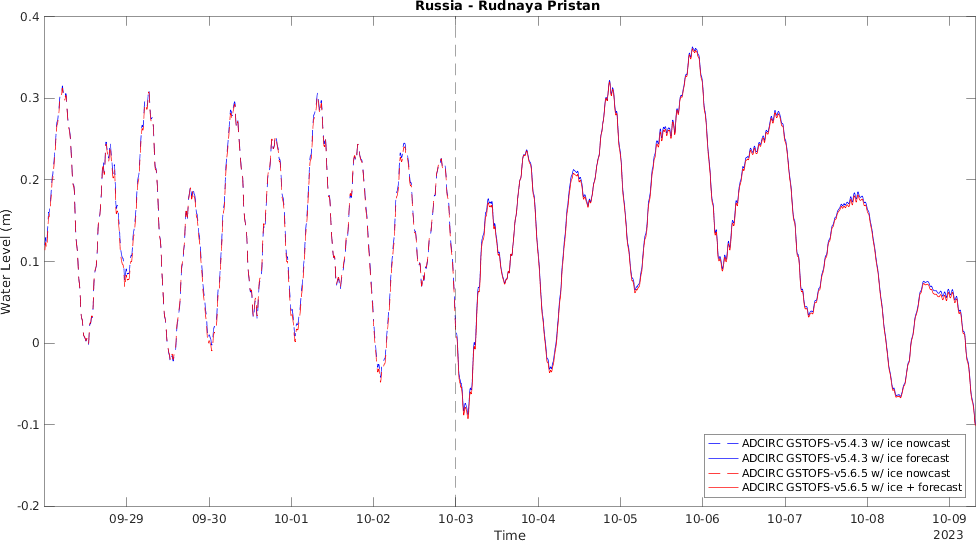 Russia - Rudnaya Pristan
0.4
0.3
0.2
0.1
0
-0.1
-0.2
Water Level (m)
ADCIRC GSTOFS-v5.4.3 w/ ice nowcast
ADCIRC GSTOFS-v5.4.3 w/ ice forecast
ADCIRC GSTOFS-v5.6.5 w/ ice nowcast
ADCIRC GSTOFS-v5.6.5 w/ ice + forecast
09-29 09-30 10-01 10-02 10-03 10-04 10-05 10-06 10-07 10-08 10-09
Time
2023